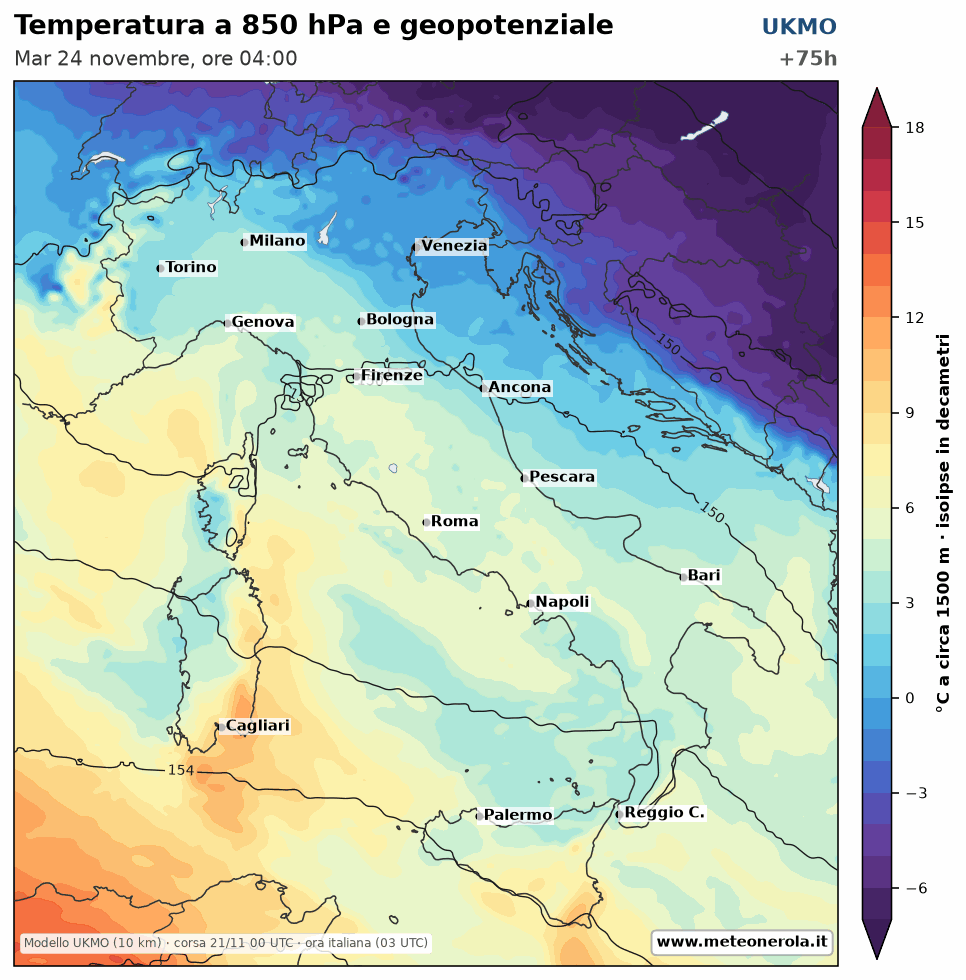 Temperatura a 850 hPa e geopotenziale
UKMO
Mar 24 novembre, ore 04:00
+75h
Milano
Venezia
Torino
Genova
Bologna
150
Firenze
Ancona
Pescara
150
Roma
Bari
Napoli
Cagliari
154
Palermo
Reggio C.
Modello UKMO (10 km) · corsa 21/11 00 UTC · ora italiana (03 UTC)
www.meteonerola.it
18
15
12
9
6
3
0
−3
−6
°C a circa 1500 m · isoipse in decametri